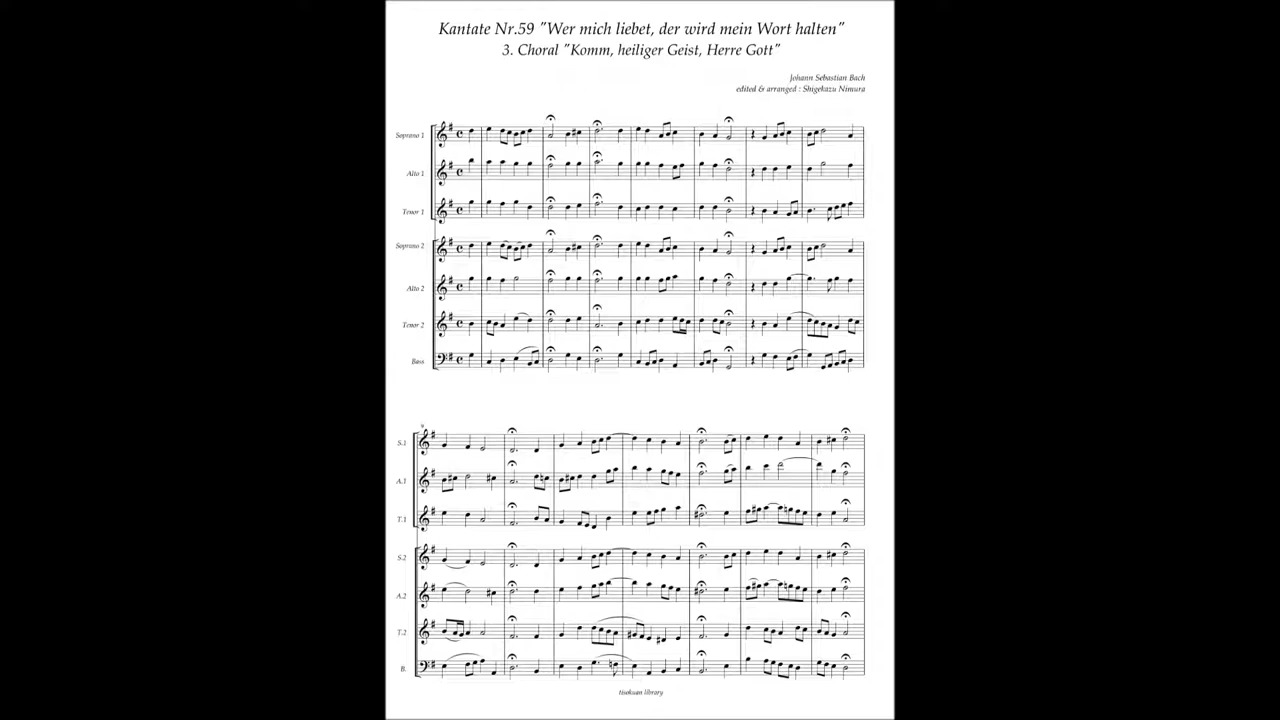 Kantate Nr.59 "Wer mich liebet, der wird mein Wort halten"
3. Choral "Komm, heiliger Geist, Herre Gott"
Johann Sebastian Bach
edited & arranged : Shigekazu Nimura
Soprano 1
Alto 1
Tenor 1
Soprano 2
Alto 2
Tenor 2
Bass
9
S.1
A.1
T.1
S.2
A.2
T.2
B.
tisokuan library